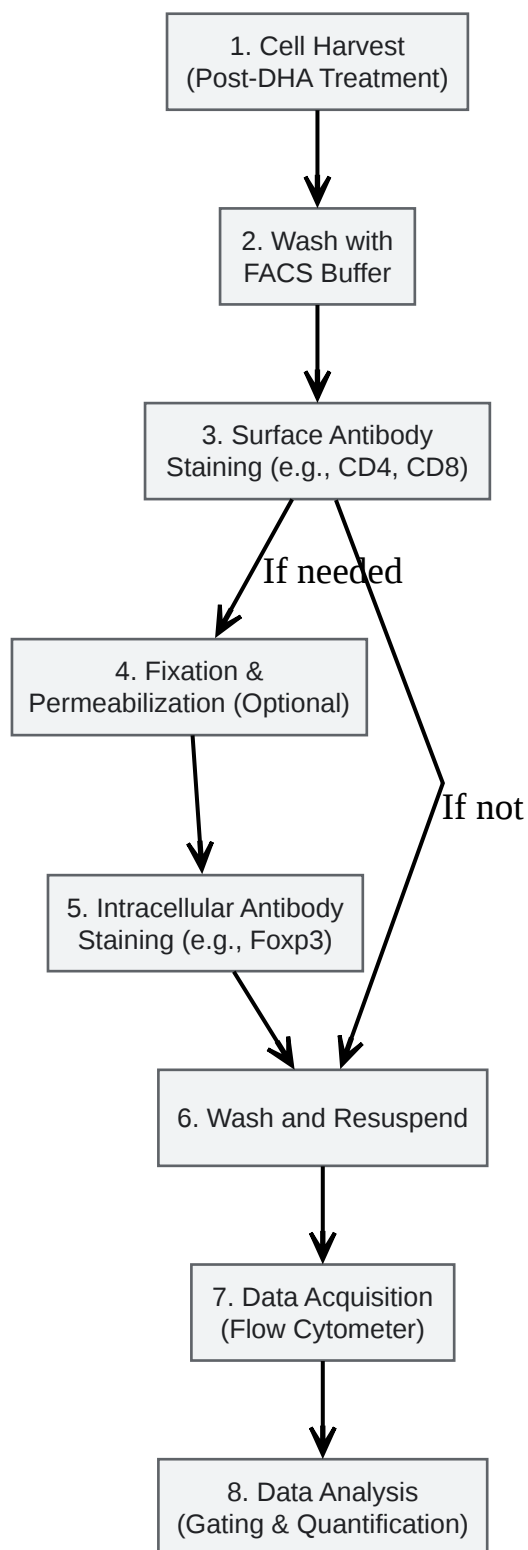 1. Cell Harvest
(Post-DHA Treatment)
2. Wash with
FACS Buffer
3. Surface Antibody
Staining (e.g., CD4, CD8)
If needed
4. Fixation &
Permeabilization (Optional)
If not
5. Intracellular Antibody
Staining (e.g., Foxp3)
6. Wash and Resuspend
7. Data Acquisition
(Flow Cytometer)
8. Data Analysis
(Gating & Quantification)